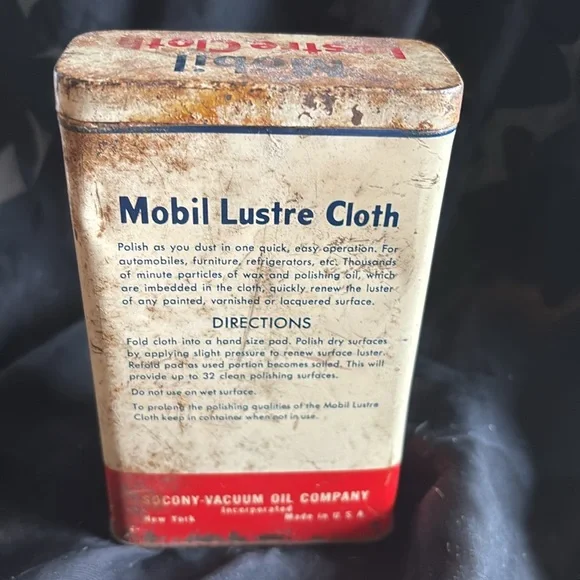 Mobil
Lustre Cloth
Mobil Lustre Cloth
Polish as you dust in one quick, easy operation. For
automobiles, furniture, refrigerators, etc. Thousands
of minute particles of wax and polishing oil, which
are imbedded in the cloth, quickly renew the luster
of any painted, varnished or lacquered surface.
DIRECTIONS
Fold cloth into a hand size pad. Polish dry surfaces
by applying slight pressure to renew surface luster.
Refold pad as used portion becomes soiled. This will
provide up to 32 clean polishing surfaces.
Do not use on wet surface.
To prolong the polishing qualities of the Mobil Lustre
Cloth keep in container when not in use.
SOCONY-VACUUM OIL COMPANY
Incorporated
New York Made in U.S.A.